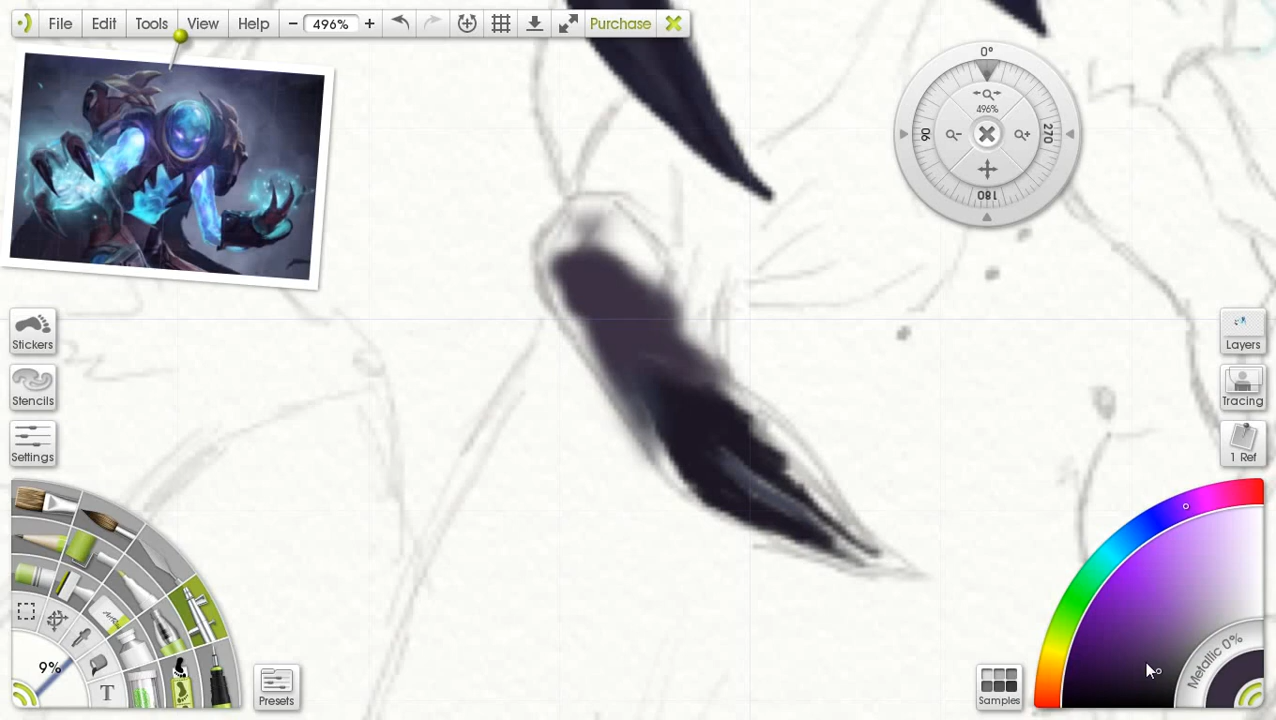 File Edit Tools View Help − 496% + Purchase
0°
496%
90
270
180
Stickers
Layers
Stencils
Tracing
Settings
1 Ref
9%
T
Presets
Samples
Metallic 0%